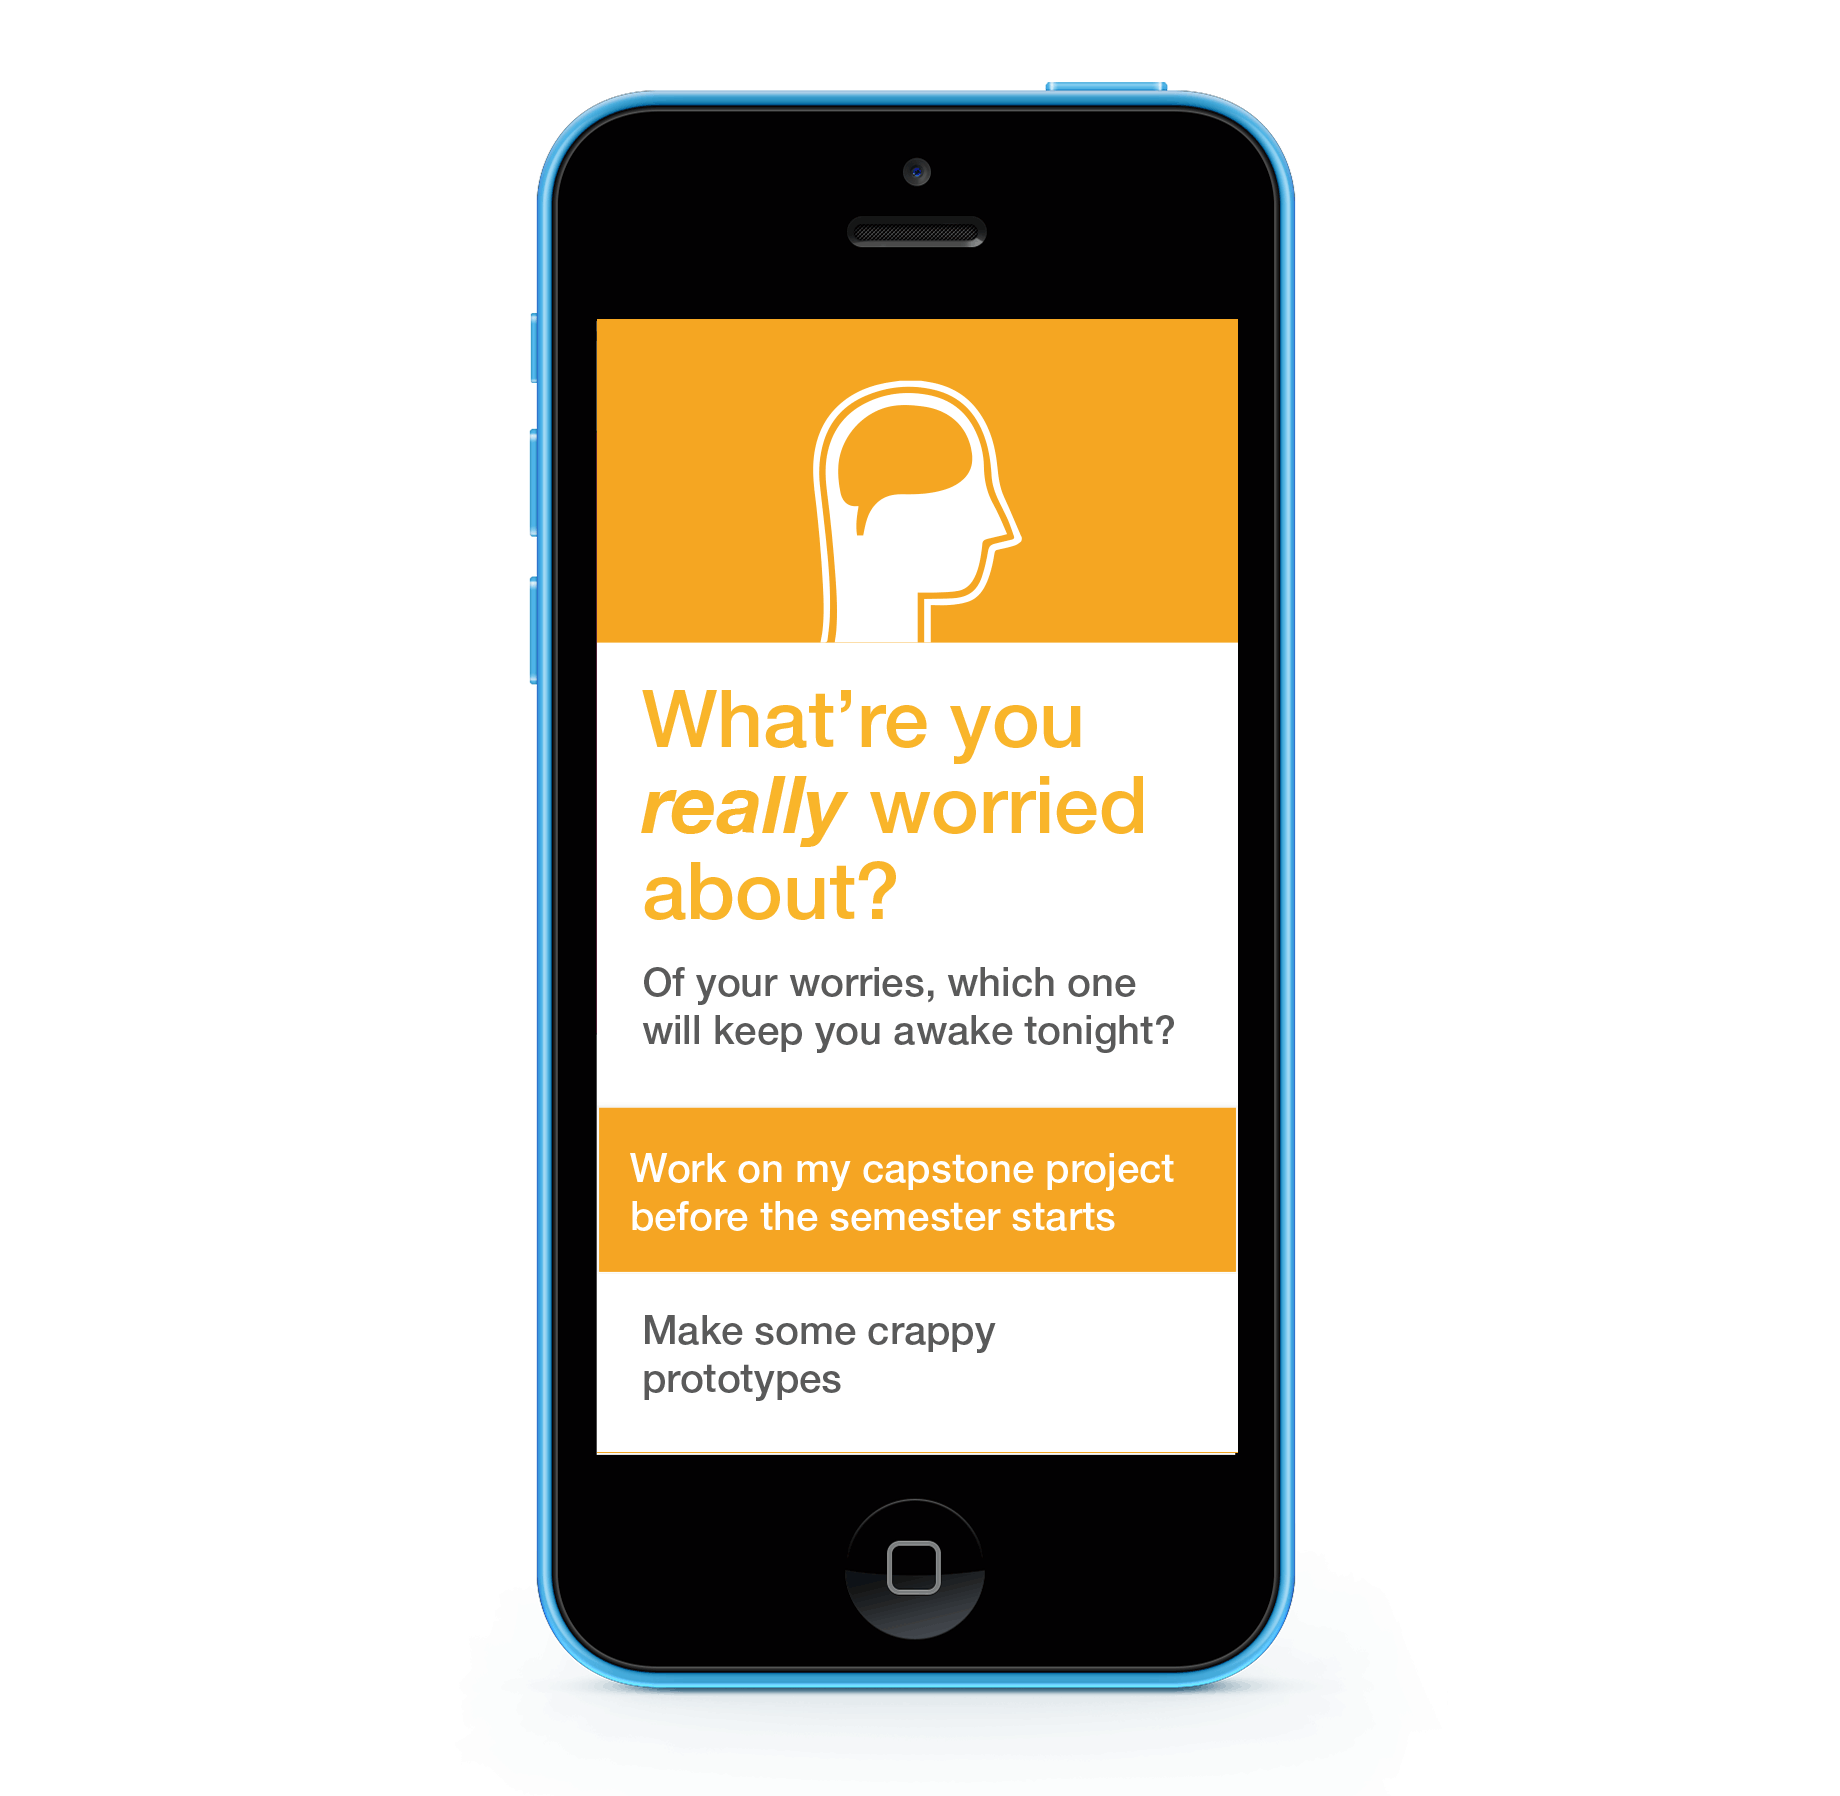 What’re you
really worried
about?
Of your worries, which one
will keep you awake tonight?
Work on my capstone project
before the semester starts
Make some crappy
prototypes